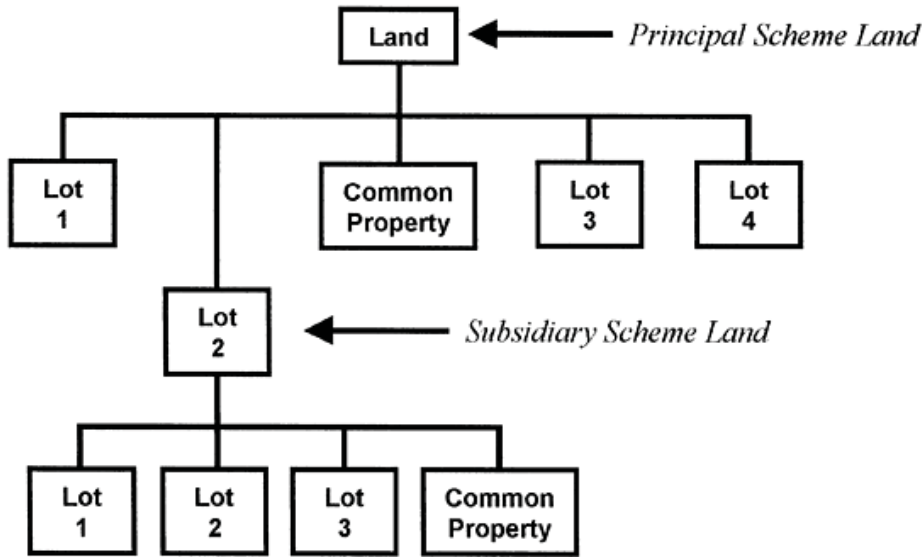 Land
Principal Scheme Land
Lot
1
Common
Property
Lot
3
Lot
4
Lot
2
Subsidiary Scheme Land
Lot
1
Lot
2
Lot
3
Common
Property